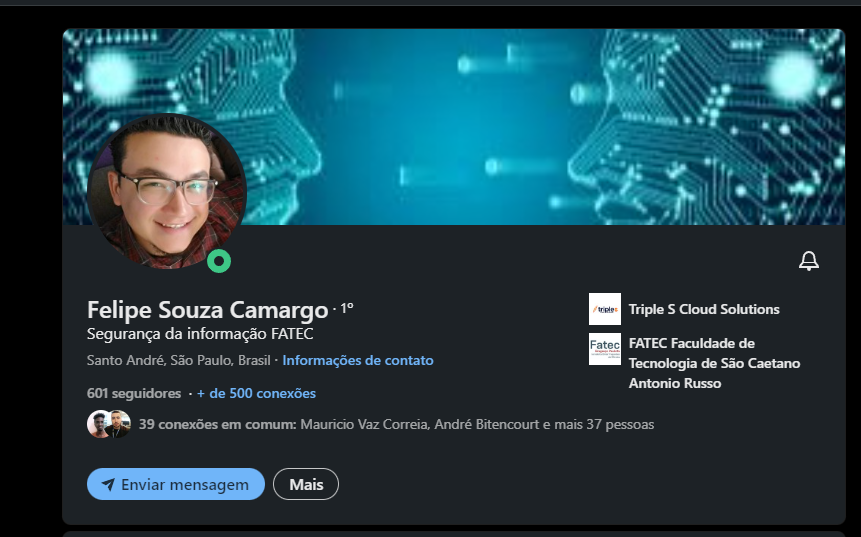 Felipe Souza Camargo · 1º
Segurança da informação FATEC
Santo André, São Paulo, Brasil · Informações de contato
601 seguidores · + de 500 conexões
39 conexões em comum: Mauricio Vaz Correia, André Bitencourt e mais 37 pessoas
Enviar mensagem
Mais
triple
Triple S Cloud Solutions
Fatec
FATEC Faculdade de
Tecnologia de São Caetano
Antonio Russo